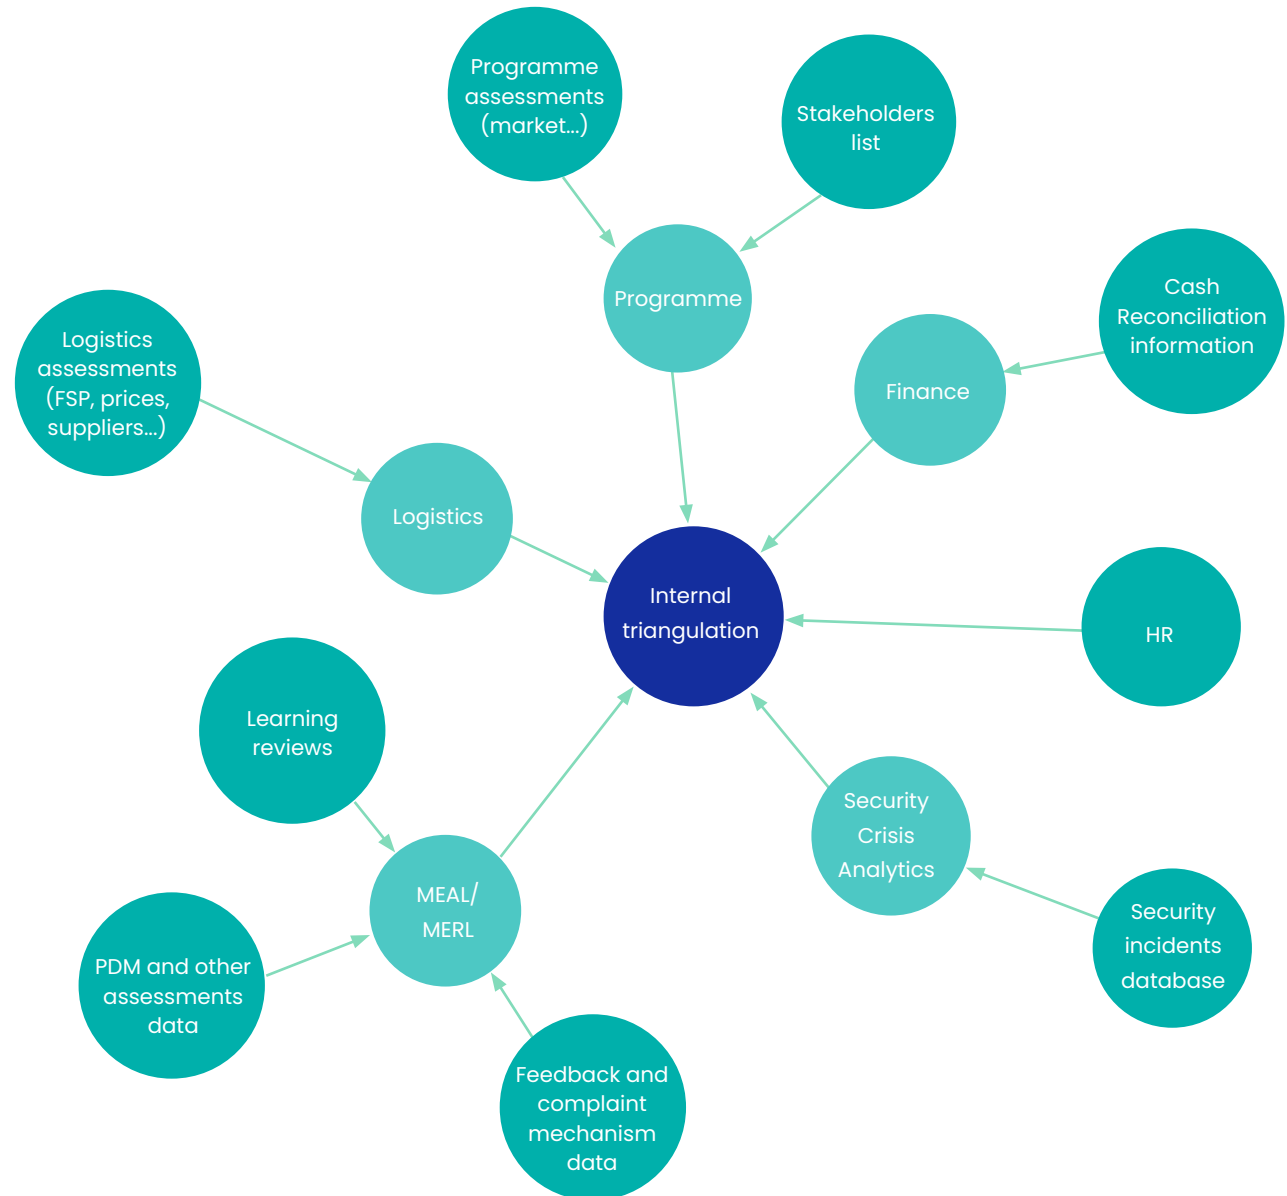 Programme
assessments
(market...)
Stakeholders
list
Programme
Cash
Reconciliation
information
Finance
Logistics
assessments
(FSP, prices,
suppliers...)
Logistics
Internal
triangulation
HR
Learning
reviews
Security
Crisis
Analytics
MEAL/
MERL
Security
incidents
database
PDM and other
assessments
data
Feedback and
complaint
mechanism
data